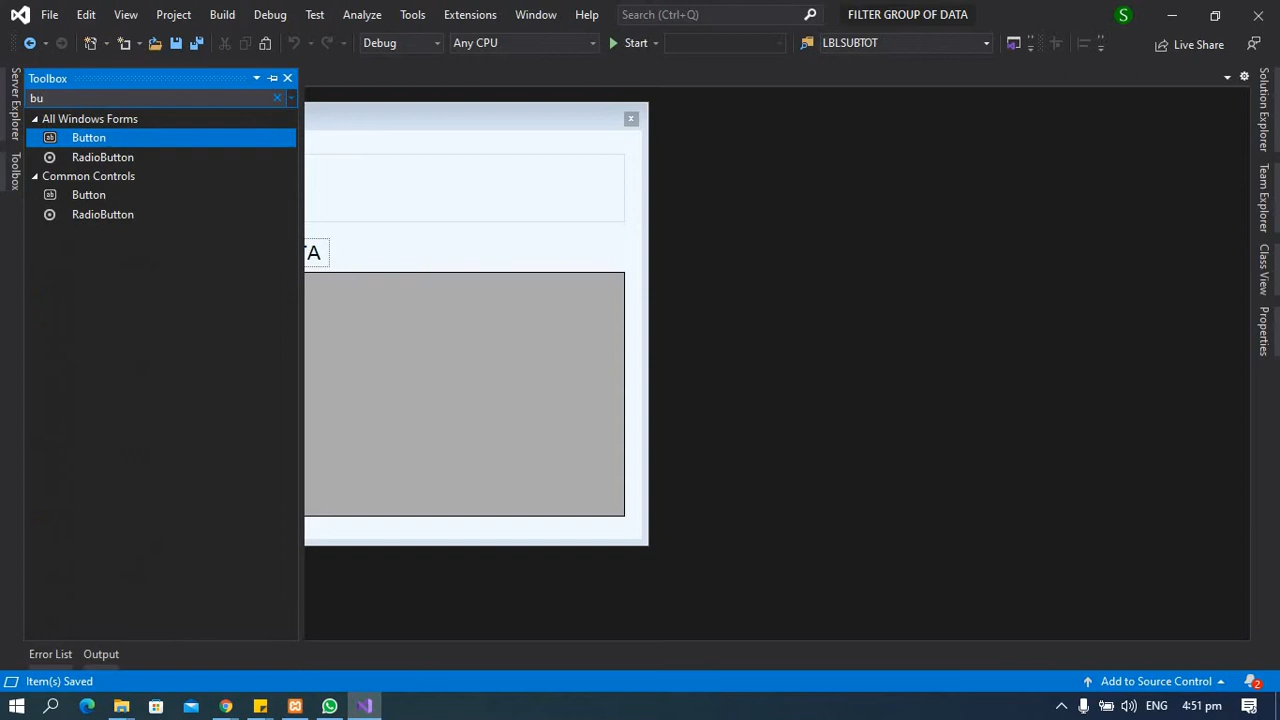 File Edit View Project Build Debug Test Analyze Tools Extensions Window Help Search (Ctrl+Q) FILTER GROUP OF DATA S
Debug Any CPU Start LBLSUBTOT Live Share
Toolbox
bu
All Windows Forms
Button
RadioButton
Common Controls
Button
RadioButton
TA
Server Explorer
Toolbox
Solution Explorer
Team Explorer
Class View
Properties
Error List Output
Item(s) Saved Add to Source Control 2
ENG 4:51 pm